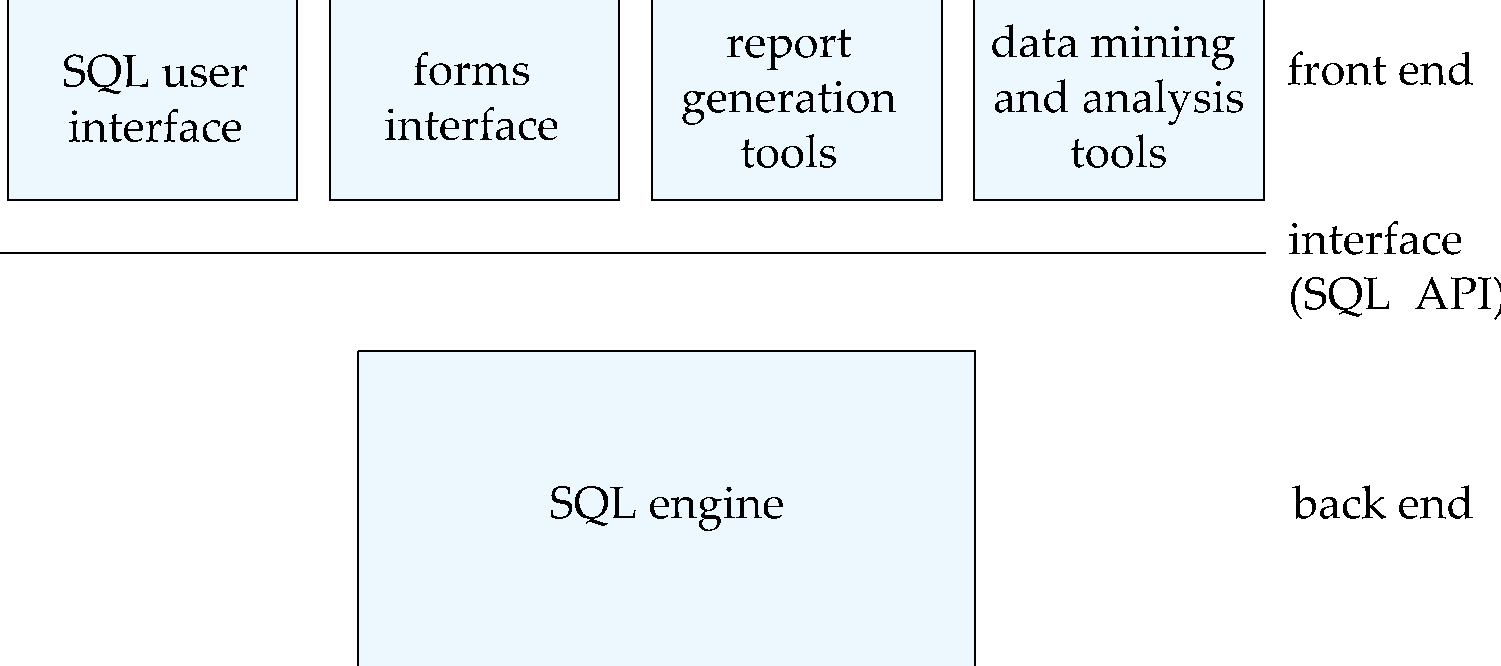 SQL user
interface
forms
interface
report
generation
tools
data mining
and analysis
tools
front end
interface
(SQL API)
SQL engine
back end